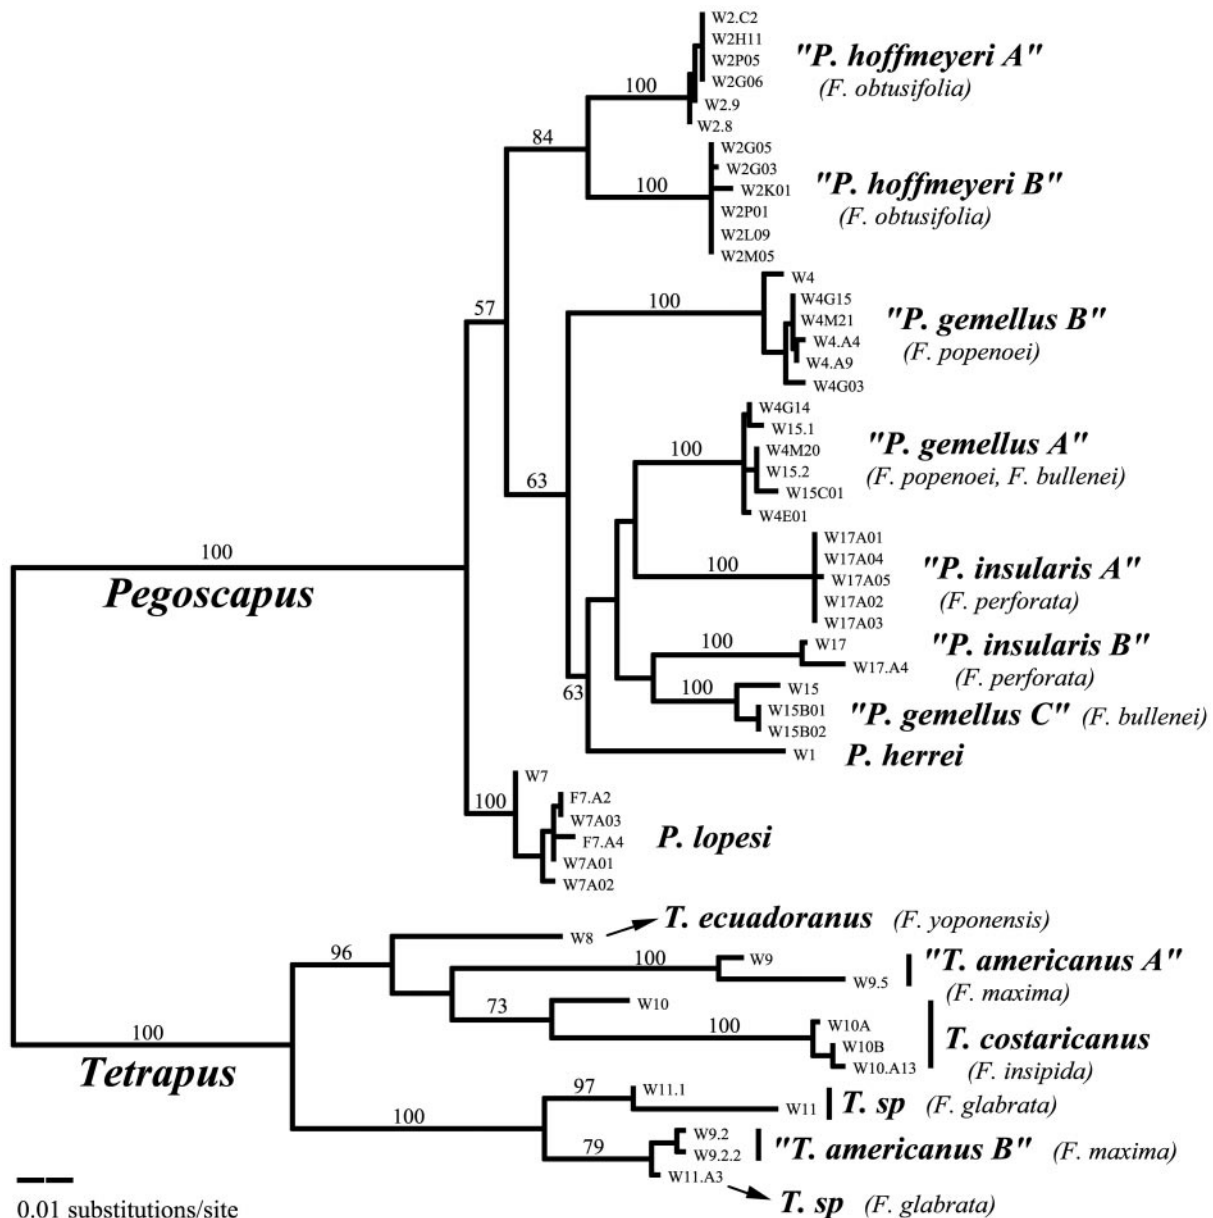 W2.C2
W2H11
"P. hoffmeyeri A"
W2P05
100
W2G06
(F. obtusifolia)
W2.9
W2.8
84
W2G05
W2G03
100
W2K01
"P. hoffmeyeri B"
W2P01
(F. obtusifolia)
W2L09
W2M05
W4
57
100
W4G15
W4M21
"P. gemellus B"
W4.A4
(F. popenoei)
W4.A9
W4G03
W4G14
W15.1
"P. gemellus A"
100
W4M20
W15.2
(F. popenoei, F. bullenei)
63
W15C01
W4E01
W17A01
100
W17A04
100
W17A05
"P. insularis A"
Pegoscapus
W17A02
(F. perforata)
W17A03
100
W17
"P. insularis B"
W17.A4
(F. perforata)
100
W15
63
W15B01
"P. gemellus C" (F. bullenei)
W15B02
W1
P. herrei
W7
100
F7.A2
W7A03
F7.A4
P. lopesi
W7A01
W7A02
T. ecuadoranus (F. yoponensis)
W8
96
100
W9
"T. americanus A"
W9.5
(F. maxima)
73
W10
100
W10A
100
W10B
T. costaricanus
W10.A13
(F. insipida)
Tetrapus
97
W11.1
W11
T. sp (F. glabrata)
100
W9.2
79
W9.2.2
"T. americanus B" (F. maxima)
W11.A3
T. sp (F. glabrata)
0.01 substitutions/site